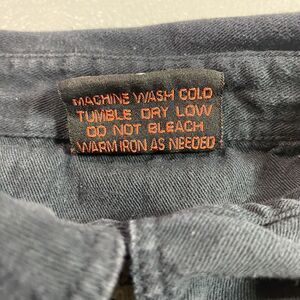 MACHINE WASH COLD
TUMBLE DRY LOW
DO NOT BLEACH
WARM IRON AS NEEDED